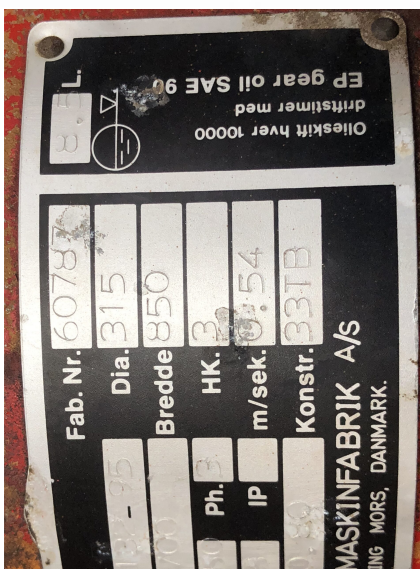 8.5 L.
Olieskift hver 10000
driftstimer med
EP gear oil SAE 90
Fab. Nr. 60787
Dia. 315
Bredde 850
Ph. 3 HK. 3
IP m/sek. 0.54
Konstr. 33TB
MASKINFABRIK A/S
MORS, DANMARK.